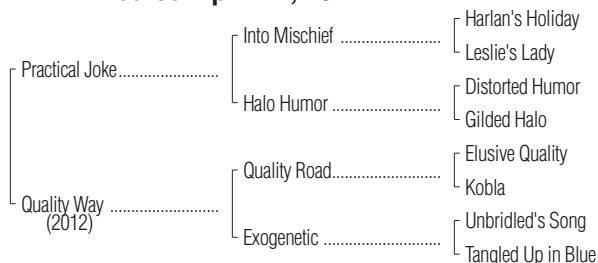 Harlan's Holiday
Into Mischief
Leslie's Lady
Practical Joke
Distorted Humor
Halo Humor
Gilded Halo
Elusive Quality
Quality Road
Kobla
Quality Way
(2012)
Unbridled's Song
Exogenetic
Tangled Up in Blue